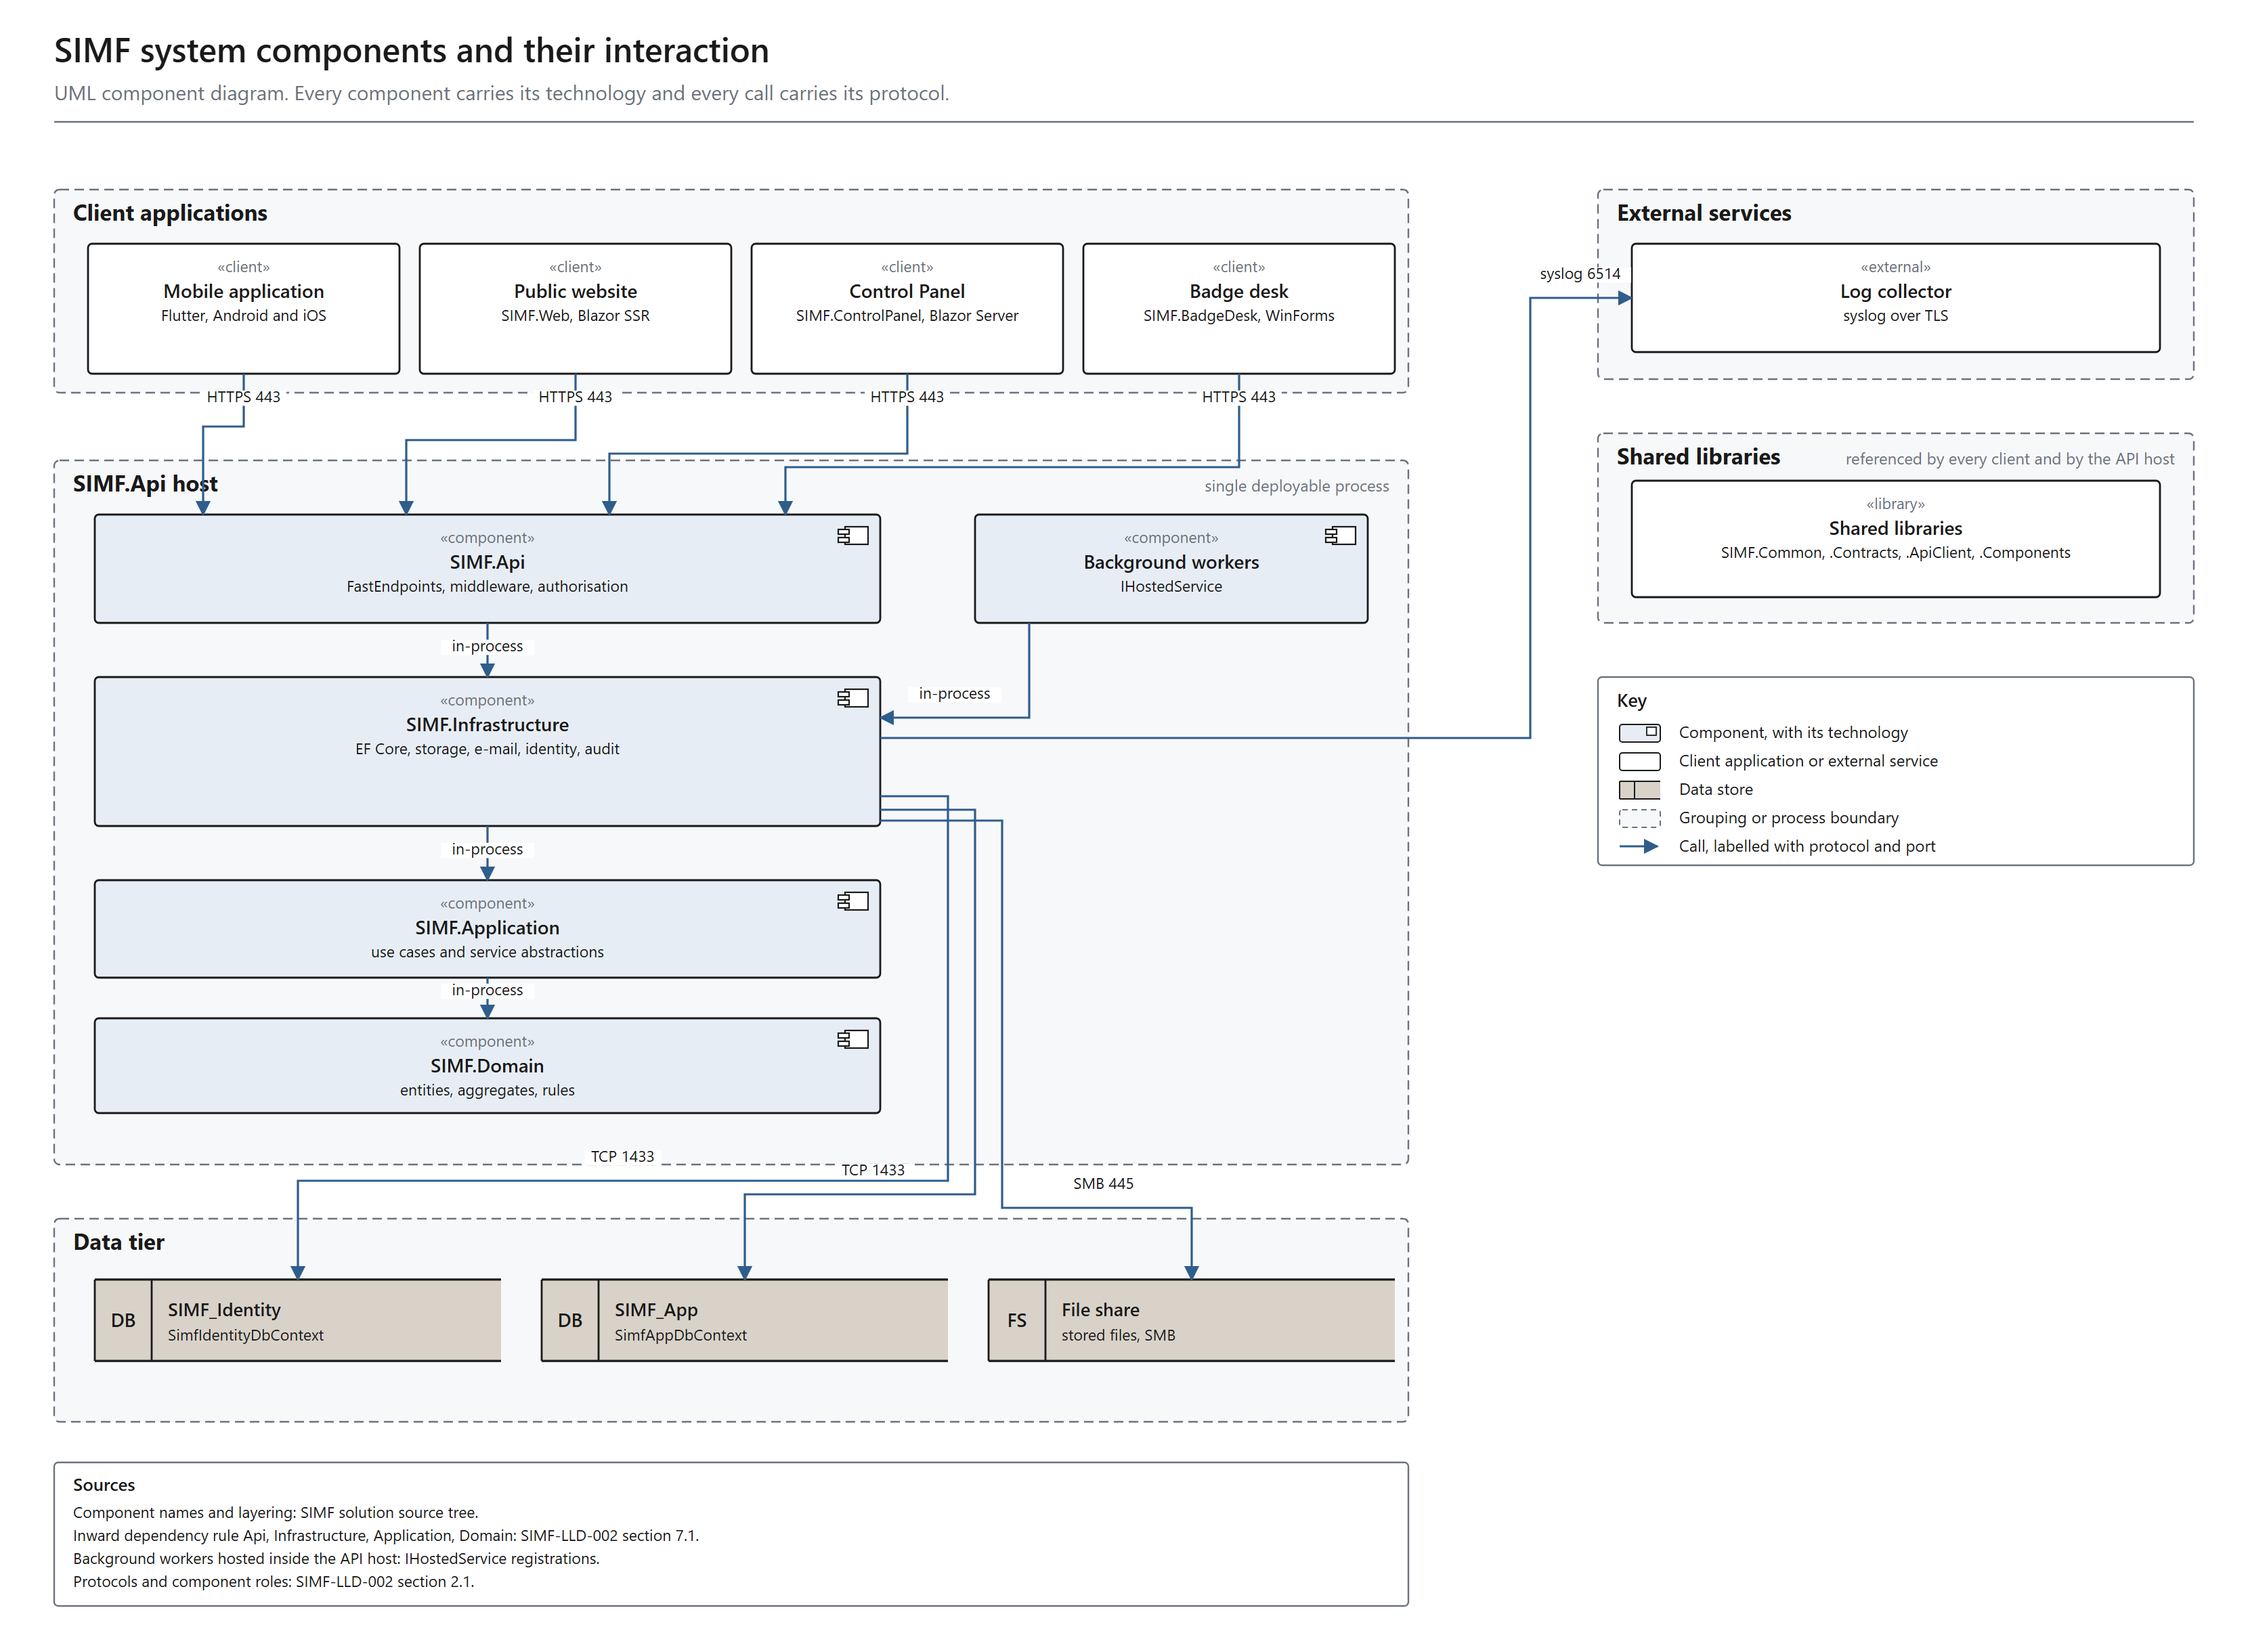 SIMF system components and their interaction
UML component diagram. Every component carries its technology and every call carries its protocol.
Client applications
«client»
Mobile application
Flutter, Android and iOS
«client»
Public website
SIMF.Web, Blazor SSR
«client»
Control Panel
SIMF.ControlPanel, Blazor Server
«client»
Badge desk
SIMF.BadgeDesk, WinForms
HTTPS 443
HTTPS 443
HTTPS 443
HTTPS 443
External services
syslog 6514
«external»
Log collector
syslog over TLS
Shared libraries
referenced by every client and by the API host
«library»
Shared libraries
SIMF.Common, .Contracts, .ApiClient, .Components
SIMF.Api host
single deployable process
«component»
SIMF.Api
FastEndpoints, middleware, authorisation
«component»
Background workers
IHostedService
in-process
in-process
«component»
SIMF.Infrastructure
EF Core, storage, e-mail, identity, audit
in-process
«component»
SIMF.Application
use cases and service abstractions
in-process
«component»
SIMF.Domain
entities, aggregates, rules
Key
Component, with its technology
Client application or external service
Data store
Grouping or process boundary
Call, labelled with protocol and port
TCP 1433
TCP 1433
SMB 445
Data tier
DB
SIMF_Identity
SimfIdentityDbContext
DB
SIMF_App
SimfAppDbContext
FS
File share
stored files, SMB
Sources
Component names and layering: SIMF solution source tree.
Inward dependency rule Api, Infrastructure, Application, Domain: SIMF-LLD-002 section 7.1.
Background workers hosted inside the API host: IHostedService registrations.
Protocols and component roles: SIMF-LLD-002 section 2.1.